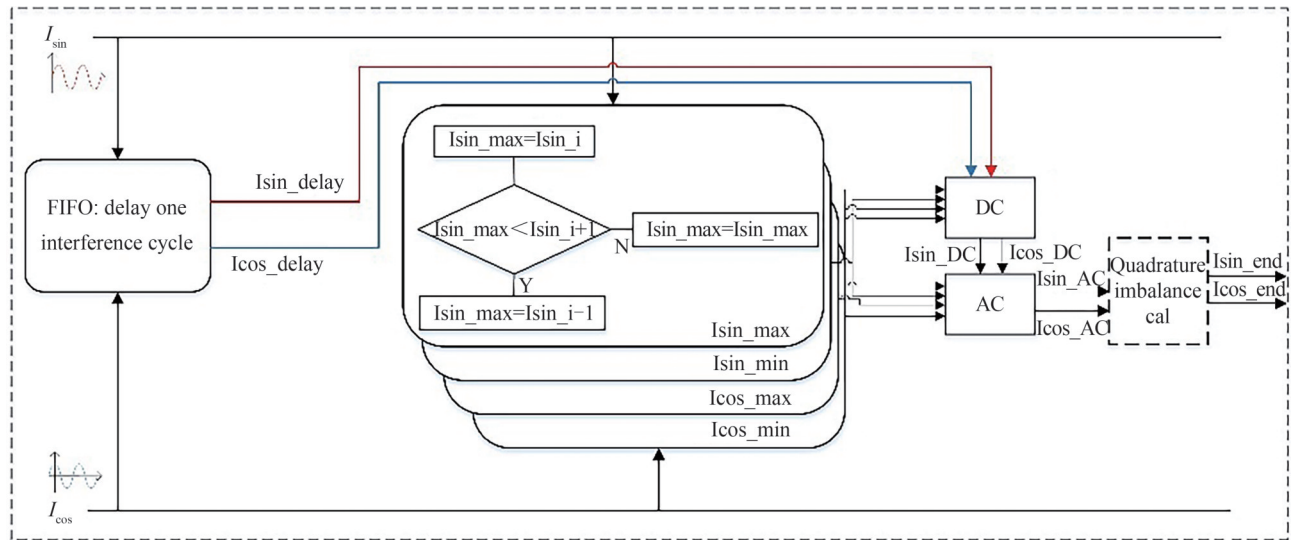 Isin
Isin_max=Isin_i
Isin_delay
FIFO: delay one
interference cycle
Isin_max<Isin_i+1
Isin_max=Isin_max
N
Icos_delay
Y
Isin_max=Isin_i−1
Isin_max
Isin_min
Icos_max
Icos_min
DC
Isin_DC
Icos_DC
AC
Isin_AC
Icos_AC
Quadrature
imbalance
cal
Isin_end
Icos_end
Icos